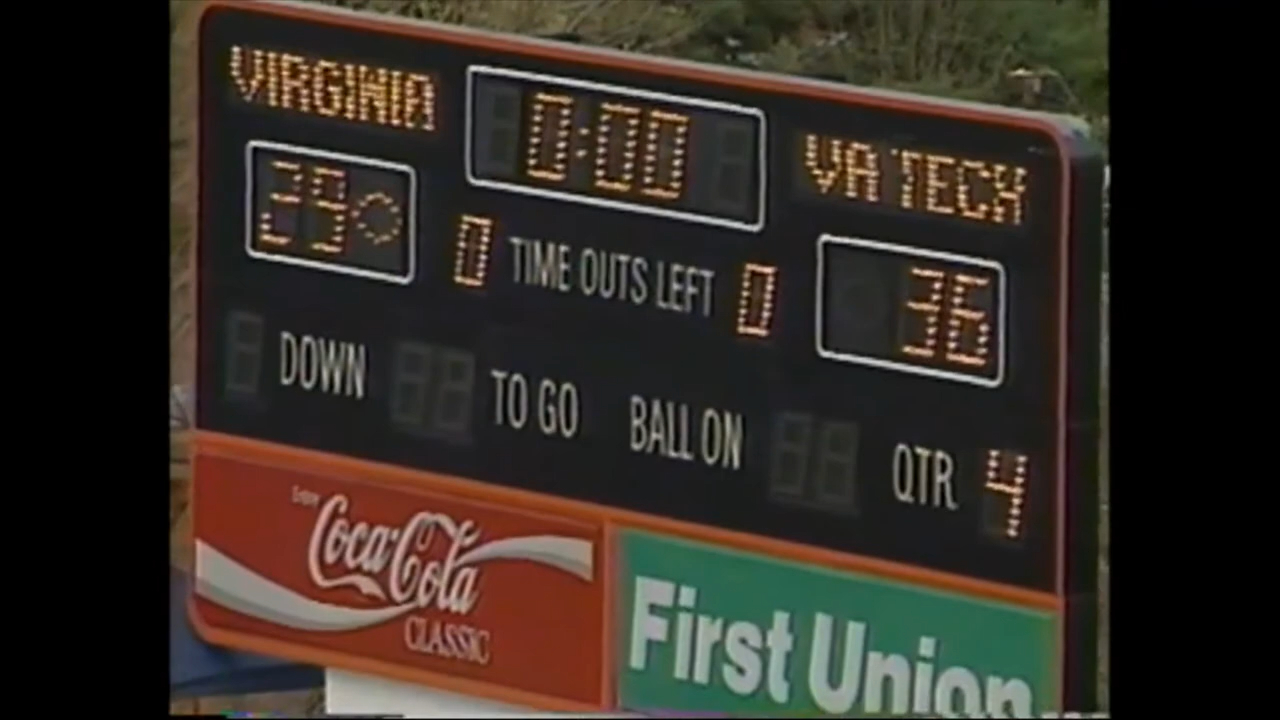 VIRGINIA 0:00 VA TECH
29 0 TIME OUTS LEFT 0 36
DOWN TO GO BALL ON QTR 4
Enjoy
Coca-Cola
CLASSIC
First Union